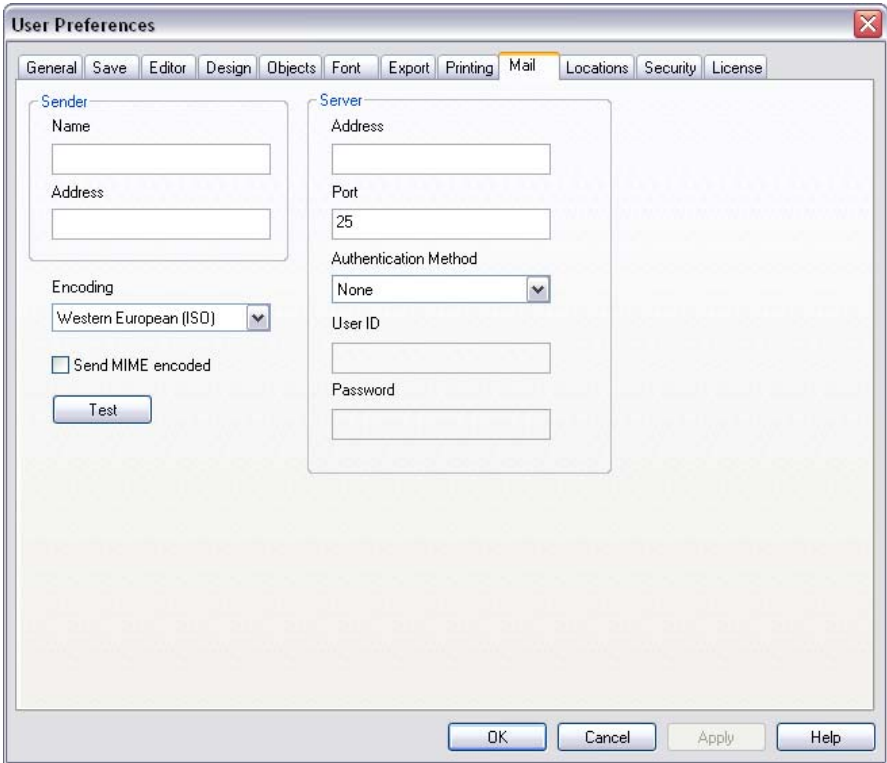 User Preferences
General Save Editor Design Objects Font Export Printing Mail Locations Security License
Sender
Name
Address
Encoding
Western European (ISO)
Send MIME encoded
Test
Server
Address
Port
25
Authentication Method
None
User ID
Password
OK Cancel Apply Help